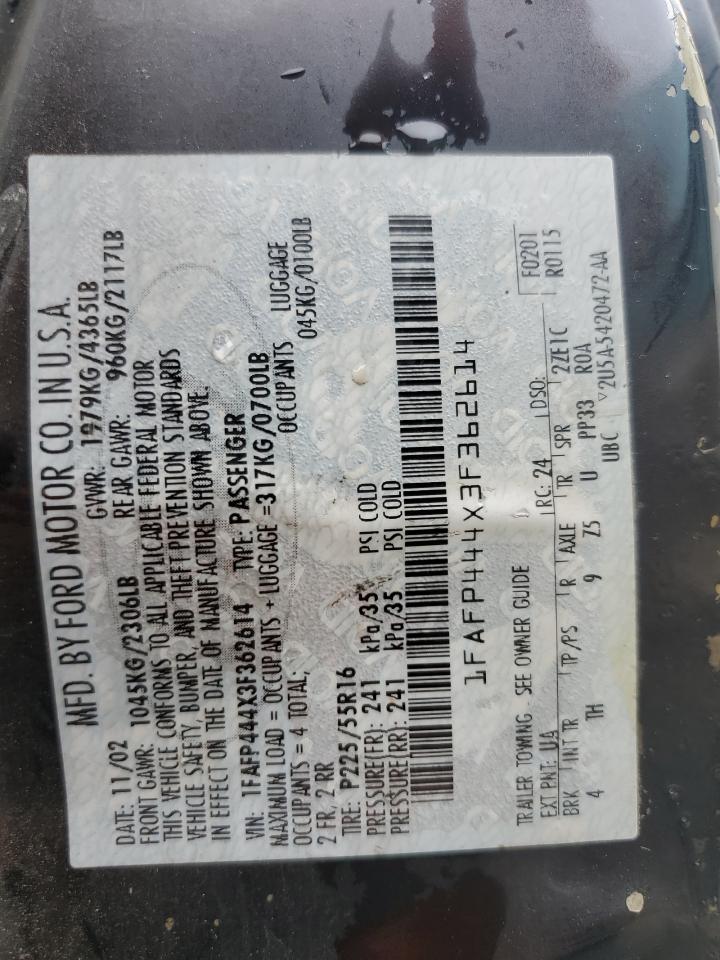 MFD. BY FORD MOTOR CO. IN U.S.A.
DATE: 11/02 GVWR: 1979KG/4365LB
FRONT GAWR: 1045KG/2306LB REAR GAWR: 960KG/2117LB
THIS VEHICLE CONFORMS TO ALL APPLICABLE FEDERAL MOTOR
VEHICLE SAFETY, BUMPER, AND THEFT PREVENTION STANDARDS
IN EFFECT ON THE DATE OF MANUFACTURE SHOWN ABOVE.
VIN: 1FAFP444X3F362614 TYPE: PASSENGER
MAXIMUM LOAD = OCCUPANTS + LUGGAGE =317KG/0700LB
OCCUPANTS = 4 TOTAL; OCCUPANTS LUGGAGE
2 FR, 2 RR 045KG/0100LB
TIRE: P225/55R16
PRESSURE(FR): 241 kPa/35 PSI COLD
PRESSURE(RR): 241 kPa/35 PSI COLD
1FAFP444X3F362614
TRAILER TOWING - SEE OWNER GUIDE
F0201
R0115
EXT PNT: UA RC: 24 DSO:
BRK INT TR TP/PS R AXLE TR SPR 22E1C
4 TH 9 Z5 U PP33 ROA
UBC ▽2U5A-5420472-AA